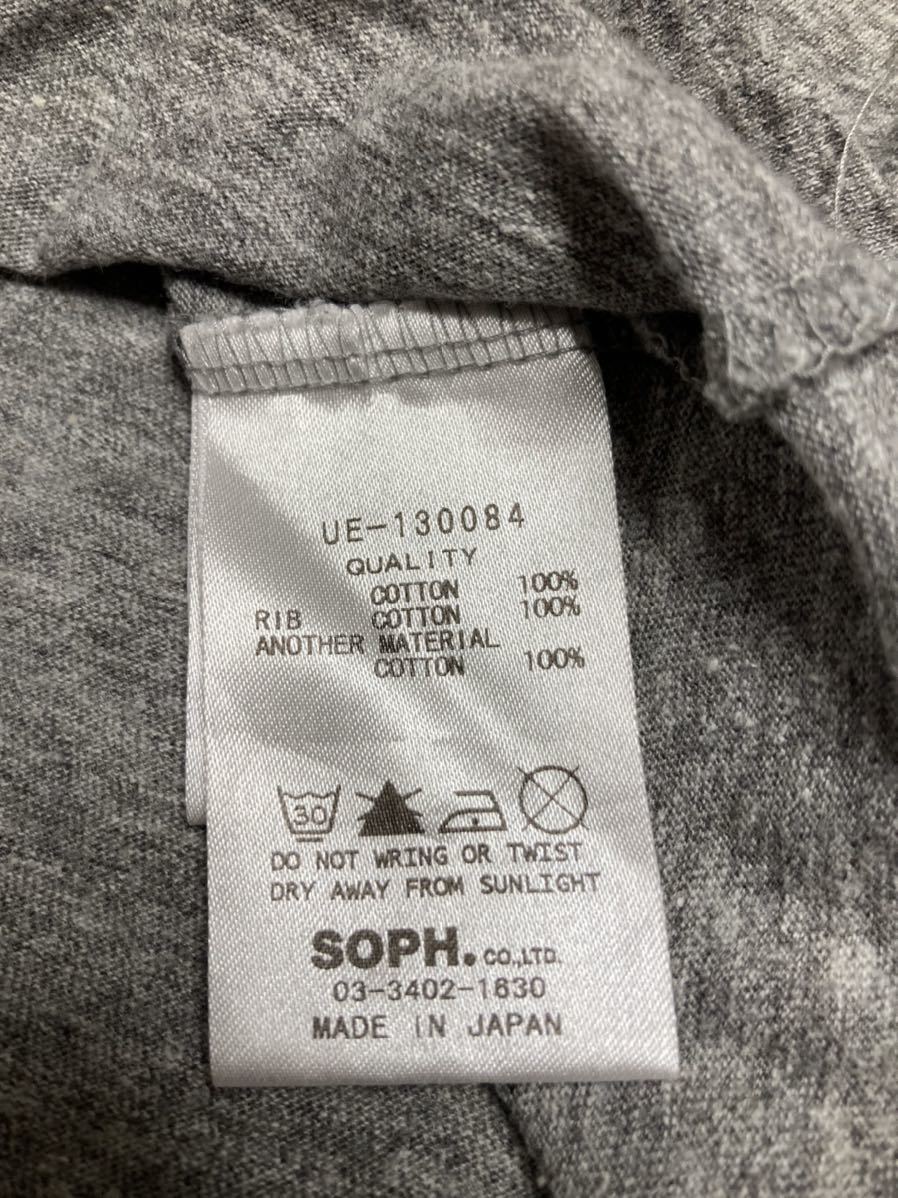 UE-130084
QUALITY
COTTON 100%
RIB COTTON 100%
ANOTHER MATERIAL
COTTON 100%
30
DO NOT WRING OR TWIST
DRY AWAY FROM SUNLIGHT
SOPH. CO.,LTD.
03-3402-1630
MADE IN JAPAN